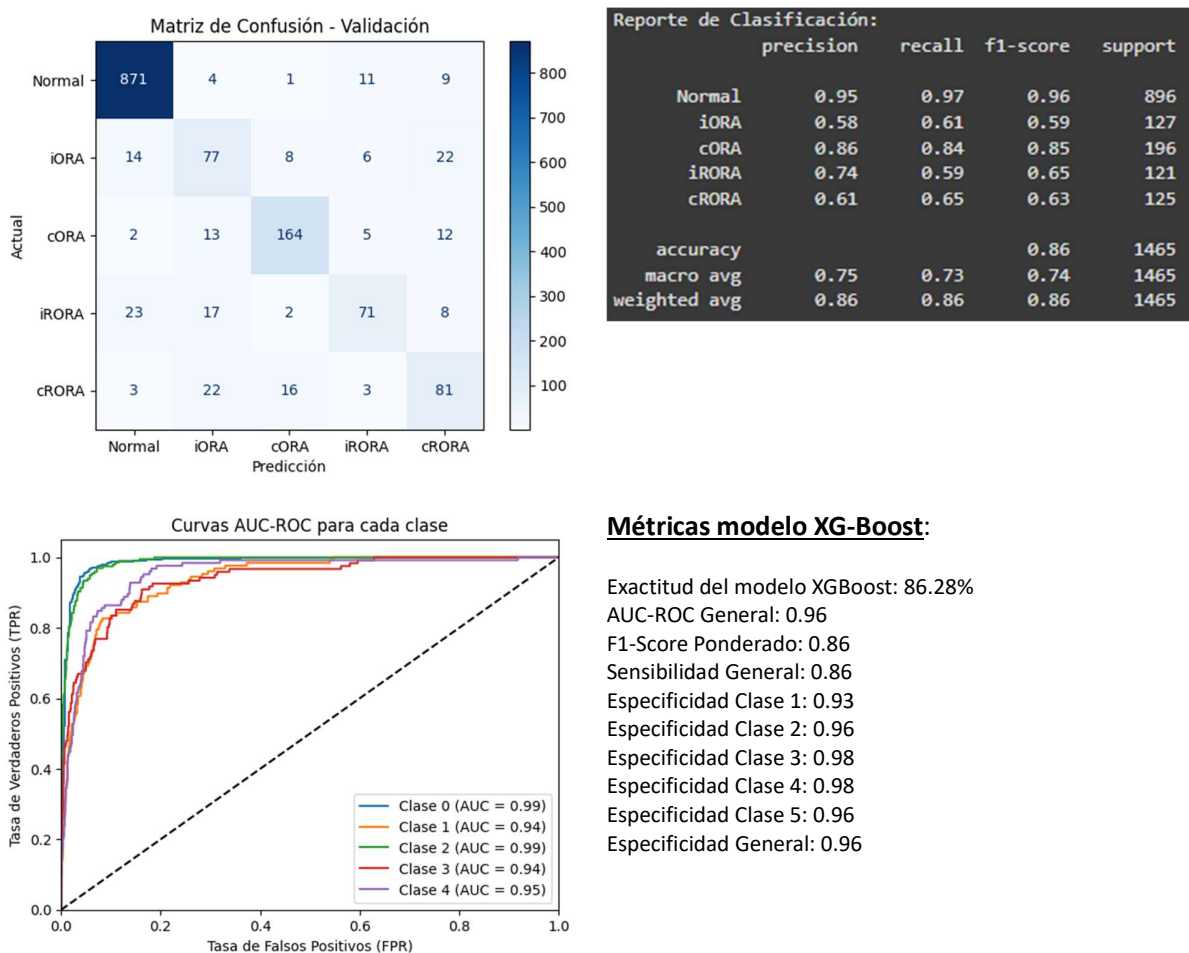 Matriz de Confusión - Validación
Actual
Normal 871 4 1 11 9
iORA 14 77 8 6 22
cORA 2 13 164 5 12
iRORA 23 17 2 71 8
cRORA 3 22 16 3 81
Normal iORA cORA iRORA cRORA
Predicción
800
700
600
500
400
300
200
100
Reporte de Clasificación:
precision recall f1-score support
Normal 0.95 0.97 0.96 896
iORA 0.58 0.61 0.59 127
cORA 0.86 0.84 0.85 196
iRORA 0.74 0.59 0.65 121
cRORA 0.61 0.65 0.63 125
accuracy 0.86 1465
macro avg 0.75 0.73 0.74 1465
weighted avg 0.86 0.86 0.86 1465
Curvas AUC-ROC para cada clase
Tasa de Verdaderos Positivos (TPR)
1.0
0.8
0.6
0.4
0.2
0.0
Clase 0 (AUC = 0.99)
Clase 1 (AUC = 0.94)
Clase 2 (AUC = 0.99)
Clase 3 (AUC = 0.94)
Clase 4 (AUC = 0.95)
0.0 0.2 0.4 0.6 0.8 1.0
Tasa de Falsos Positivos (FPR)
Métricas modelo XG-Boost:
Exactitud del modelo XGBoost: 86.28%
AUC-ROC General: 0.96
F1-Score Ponderado: 0.86
Sensibilidad General: 0.86
Especificidad Clase 1: 0.93
Especificidad Clase 2: 0.96
Especificidad Clase 3: 0.98
Especificidad Clase 4: 0.98
Especificidad Clase 5: 0.96
Especificidad General: 0.96